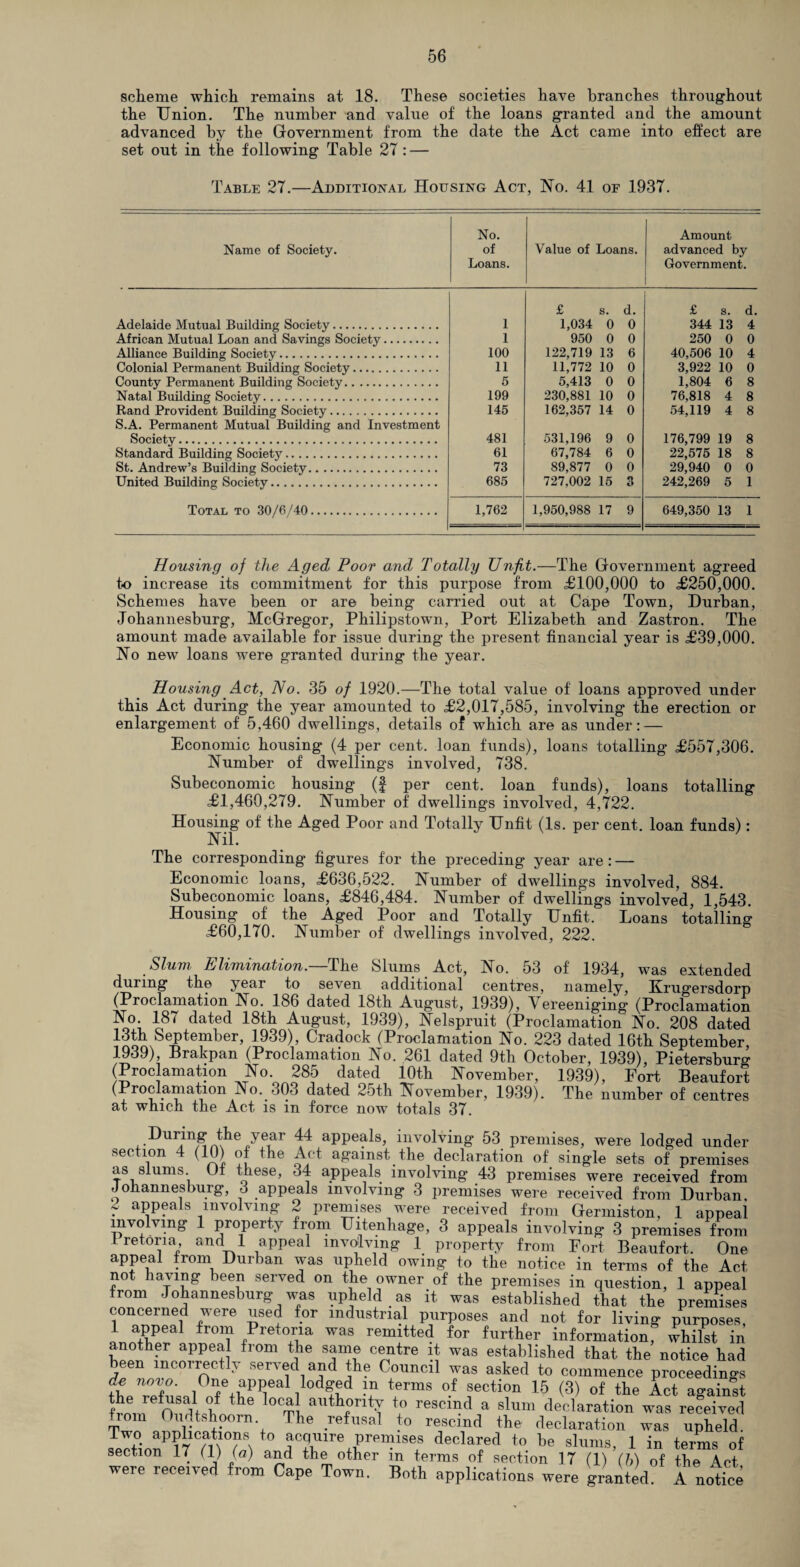 56
scheme which remains at 18. These societies have branches throughout
the Union. The number and value of the loans granted and the amount
advanced by the Government from the date the Act came into effect are
set out in the following Table 27 : —
Table 27.—Additional Housing Act, No. 41 of 1937.
Name of Society. No. of Loans. Value of Loans. Amount advanced by Government.
£ s. d. £ s. d.
Adelaide Mutual Building Society.................. 1 1,034 0 0 344 13 4
African Mutual Loan and Savings Society......... 1 950 0 0 250 0 0
Alliance Building Society........................... 100 122,719 13 6 40,506 10 4
Colonial Permanent Building Society.............. 11 11,772 10 0 3,922 10 0
County Permanent Building Society................ 5 5,413 0 0 1,804 6 8
Natal Building Society.............................. 199 230,881 10 0 76,818 4 8
Rand Provident Building Society................... 145 162,357 14 0 54,119 4 8
S.A. Permanent Mutual Building and Investment
Society............................................ 481 531,196 9 0 176,799 19 8
Standard Building Society.......................... 61 67,784 6 0 22,575 18 8
St. Andrew's Building Society...................... 73 89,877 0 0 29,940 0 0
United Building Society............................. 685 727,002 15 3 242,269 5 1
Total to 30/6/40...................... 1,762 1,950,988 17 9 649,350 13 1
Housing of the Aged Poor and Totally Unfit.—The Government agreed
to increase its commitment for this purpose from £100,000 to £250,000.
Schemes have been or are being carried out at Cape Town, Durban,
Johannesburg, McGregor, Philipstown, Port Elizabeth and Zastron. The
amount made available for issue during the present financial year is £39,000.
No new loans were granted during the year.
Housing Act, No. 35 of 1920.—The total value of loans approved under
this Act during the year amounted to £2,017,585, involving the erection or
enlargement of 5,460 dwellings, details of which are as under : —
Economic housing (4 per cent. loan funds), loans totalling £557,306.
Number of dwellings involved, 738.
Subeconomic housing (¾ per cent. loan funds), loans totalling
£1,460,279. Number of dwellings involved, 4,722.
Housing of the Aged Poor and Totally Unfit (1s. per cent. loan funds) :
Nil.
The corresponding figures for the preceding year are : —
Economic loans, £636,522. Number of dwellings involved, 884.
Subeconomic loans, £846,484. Number of dwellings involved, 1,543.
Housing of the Aged Poor and Totally Unfit. Loans totalling
£60,170. Number of dwellings involved, 222.
Slum Elimination.—The Slums Act, No. 53 of 1934, was extended
during the year to seven additional centres, namely, Krugersdorp
(Proclamation No. 186 dated 18th August, 1939), Vereeniging (Proclamation
No. 187 dated 18th August, 1939), Nelspruit (Proclamation No. 208 dated
13th September, 1939), Cradock (Proclamation No. 223 dated 16th September,
1939), Brakpan (Proclamation No. 261 dated 9th October, 1939), Pietersburg
(Proclamation No. 285 dated 10th November, 1939), Fort Beaufort
(Proclamation No. 303 dated 25th November, 1939). The number of centres
at which the Act is in force now totals 37.
During the year 44 appeals, involving 53 premises, were lodged under
section 4 (10) of the Act against the declaration of single sets of premises
as slums. Of these, 34 appeals involving 43 premises were received from
Johannesburg, 3 appeals involving 3 premises were received from Durban,
2 appeals involving 2 premises were received from Germiston, 1 appeal
involving 1 property from Uitenhage, 3 appeals involving 3 premises from
Pretoria, and 1 appeal involving 1 property from Fort Beaufort. One
appeal from Durban was upheld owing to the notice in terms of the Act
not having been served on the owner of the premises in question, 1 appeal
from Johannesburg was upheld as it was established that the premises
concerned were used for industrial purposes and not for living purposes,
1 appeal from Pretoria was remitted for further information, whilst in
another appeal from the same centre it was established that the notice had
been incorrectly served and the Council was asked to commence proceedings
de novo. One appeal lodged in terms of section 15 (3) of the Act against
the refusal of the local authority to rescind a slum declaration was received
from Oudtshoorn. The refusal to rescind the declaration was upheld.
Two applications to acquire premises declared to be slums, 1 in terms of
section 17 (1) (a) and the other in terms of section 17 (1) (b) of the Act,
were received from Cape Town. Both applications were granted. A notice